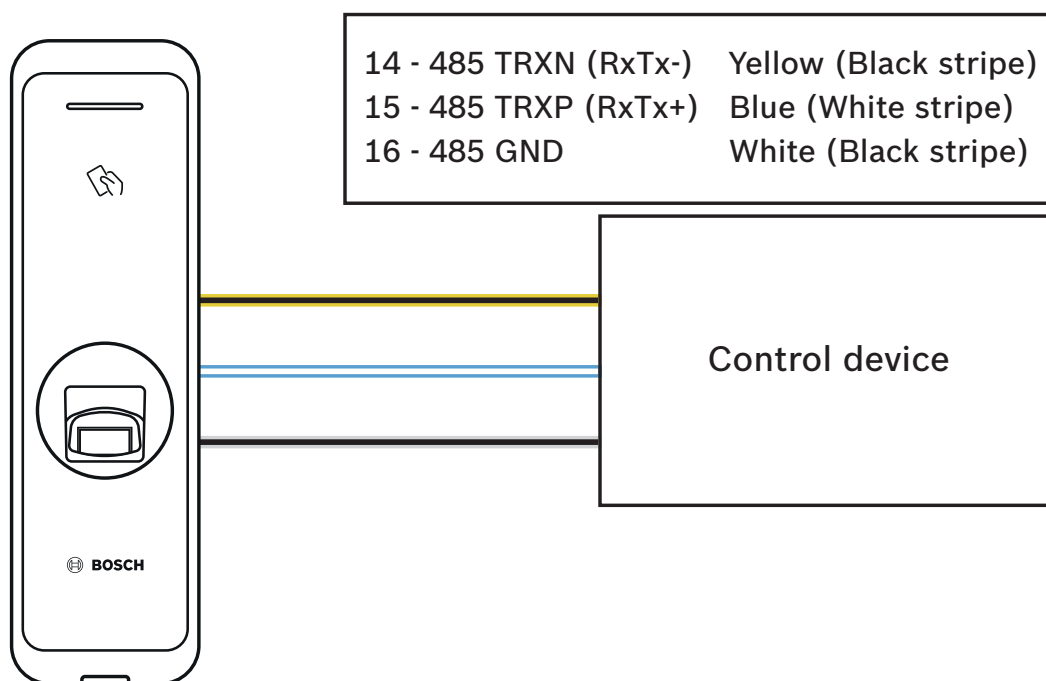 14 - 485 TRXN (RxTx-) Yellow (Black stripe)
15 - 485 TRXP (RxTx+) Blue (White stripe)
16 - 485 GND White (Black stripe)
Control device
BOSCH